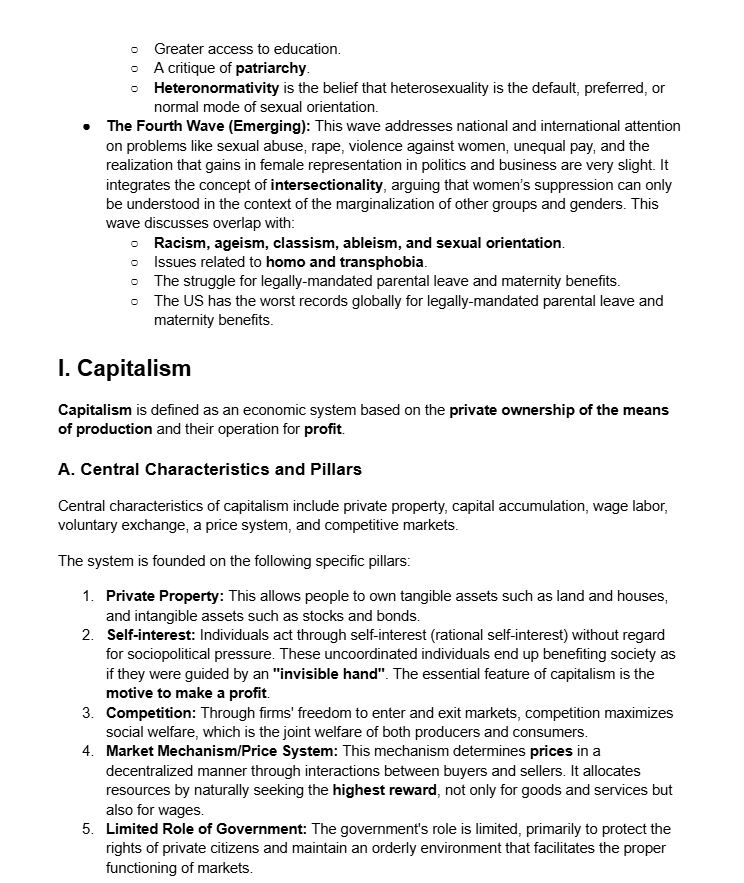 ○ Greater access to education.
○ A critique of patriarchy.
○ Heteronormativity is the belief that heterosexuality is the default, preferred, or
normal mode of sexual orientation.
● The Fourth Wave (Emerging): This wave addresses national and international attention
on problems like sexual abuse, rape, violence against women, unequal pay, and the
realization that gains in female representation in politics and business are very slight. It
integrates the concept of intersectionality, arguing that women’s suppression can only
be understood in the context of the marginalization of other groups and genders. This
wave discusses overlap with:
○ Racism, ageism, classism, ableism, and sexual orientation.
○ Issues related to homo and transphobia.
○ The struggle for legally-mandated parental leave and maternity benefits.
○ The US has the worst records globally for legally-mandated parental leave and
maternity benefits.
I. Capitalism
Capitalism is defined as an economic system based on the private ownership of the means
of production and their operation for profit.
A. Central Characteristics and Pillars
Central characteristics of capitalism include private property, capital accumulation, wage labor,
voluntary exchange, a price system, and competitive markets.
The system is founded on the following specific pillars:
1. Private Property: This allows people to own tangible assets such as land and houses,
and intangible assets such as stocks and bonds.
2. Self-interest: Individuals act through self-interest (rational self-interest) without regard
for sociopolitical pressure. These uncoordinated individuals end up benefiting society as
if they were guided by an "invisible hand". The essential feature of capitalism is the
motive to make a profit.
3. Competition: Through firms' freedom to enter and exit markets, competition maximizes
social welfare, which is the joint welfare of both producers and consumers.
4. Market Mechanism/Price System: This mechanism determines prices in a
decentralized manner through interactions between buyers and sellers. It allocates
resources by naturally seeking the highest reward, not only for goods and services but
also for wages.
5. Limited Role of Government: The government's role is limited, primarily to protect the
rights of private citizens and maintain an orderly environment that facilitates the proper
functioning of markets.